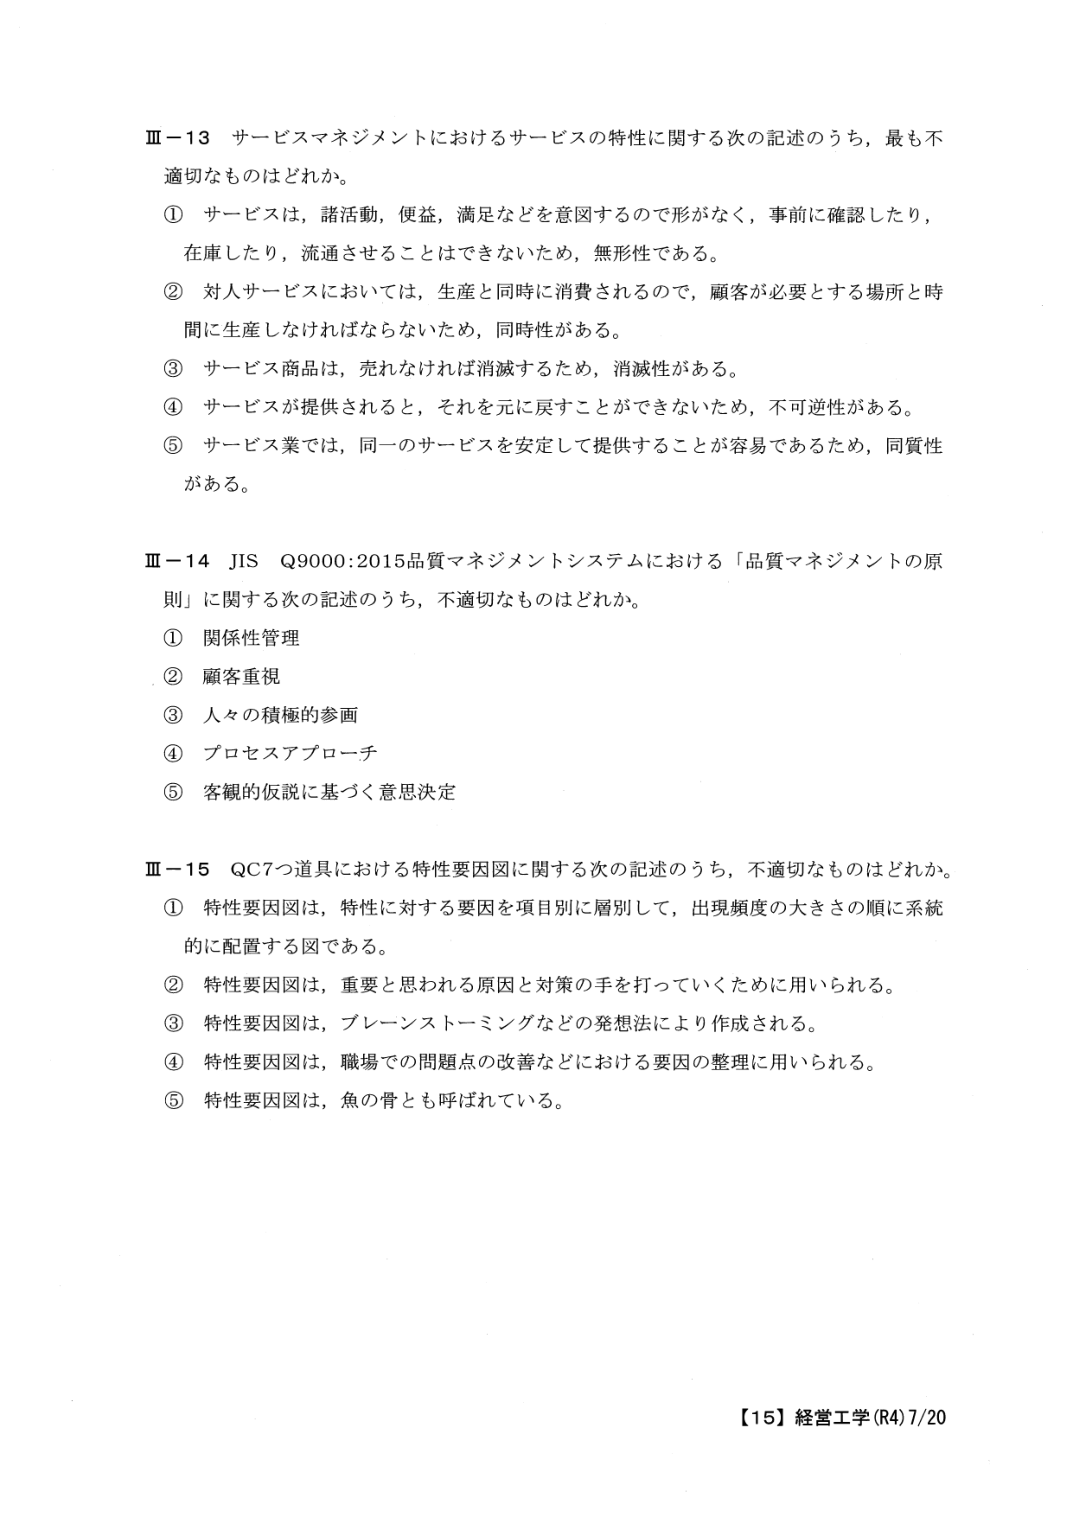 Ⅲ－13　サービスマネジメントにおけるサービスの特性に関する次の記述のうち，最も不
適切なものはどれか。
①　サービスは，諸活動，便益，満足などを意図するので形がなく，事前に確認したり，
在庫したり，流通させることはできないため，無形性である。
②　対人サービスにおいては，生産と同時に消費されるので，顧客が必要とする場所と時
間に生産しなければならないため，同時性がある。
③　サービス商品は，売れなければ消滅するため，消滅性がある。
④　サービスが提供されると，それを元に戻すことができないため，不可逆性がある。
⑤　サービス業では，同一のサービスを安定して提供することが容易であるため，同質性
がある。
Ⅲ－14　JIS　Q9000:2015品質マネジメントシステムにおける「品質マネジメントの原
則」に関する次の記述のうち，不適切なものはどれか。
①　関係性管理
②　顧客重視
③　人々の積極的参画
④　プロセスアプローチ
⑤　客観的仮説に基づく意思決定
Ⅲ－15　QC7つ道具における特性要因図に関する次の記述のうち，不適切なものはどれか。
①　特性要因図は，特性に対する要因を項目別に層別して，出現頻度の大きさの順に系統
的に配置する図である。
②　特性要因図は，重要と思われる原因と対策の手を打っていくために用いられる。
③　特性要因図は，ブレーンストーミングなどの発想法により作成される。
④　特性要因図は，職場での問題点の改善などにおける要因の整理に用いられる。
⑤　特性要因図は，魚の骨とも呼ばれている。
【15】経営工学(R4)7/20